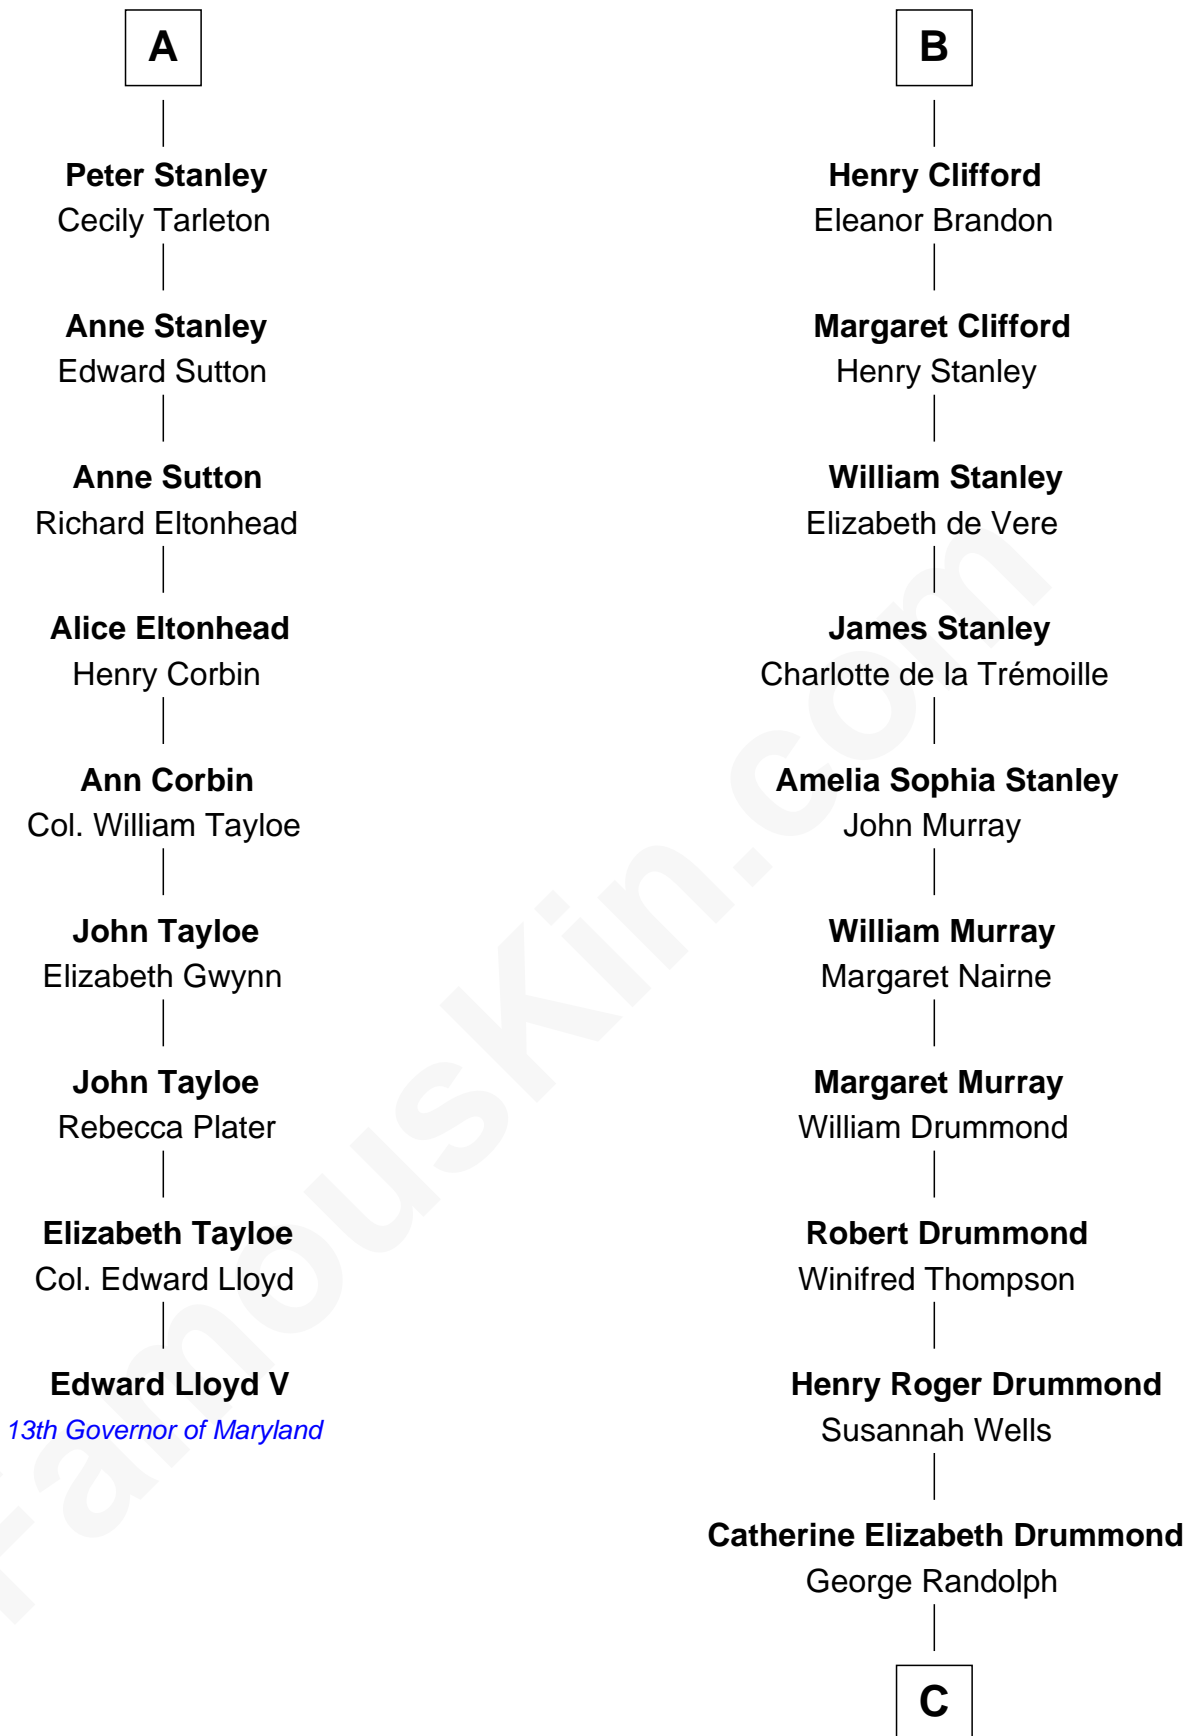 A
Peter Stanley
Cecily Tarleton
Anne Stanley
Edward Sutton
Anne Sutton
Richard Eltonhead
Alice Eltonhead
Henry Corbin
Ann Corbin
Col. William Tayloe
John Tayloe
Elizabeth Gwynn
John Tayloe
Rebecca Plater
Elizabeth Tayloe
Col. Edward Lloyd
Edward Lloyd V
13th Governor of Maryland
B
Henry Clifford
Eleanor Brandon
Margaret Clifford
Henry Stanley
William Stanley
Elizabeth de Vere
James Stanley
Charlotte de la Trémoille
Amelia Sophia Stanley
John Murray
William Murray
Margaret Nairne
Margaret Murray
William Drummond
Robert Drummond
Winifred Thompson
Henry Roger Drummond
Susannah Wells
Catherine Elizabeth Drummond
George Randolph
C
FamousKin.com